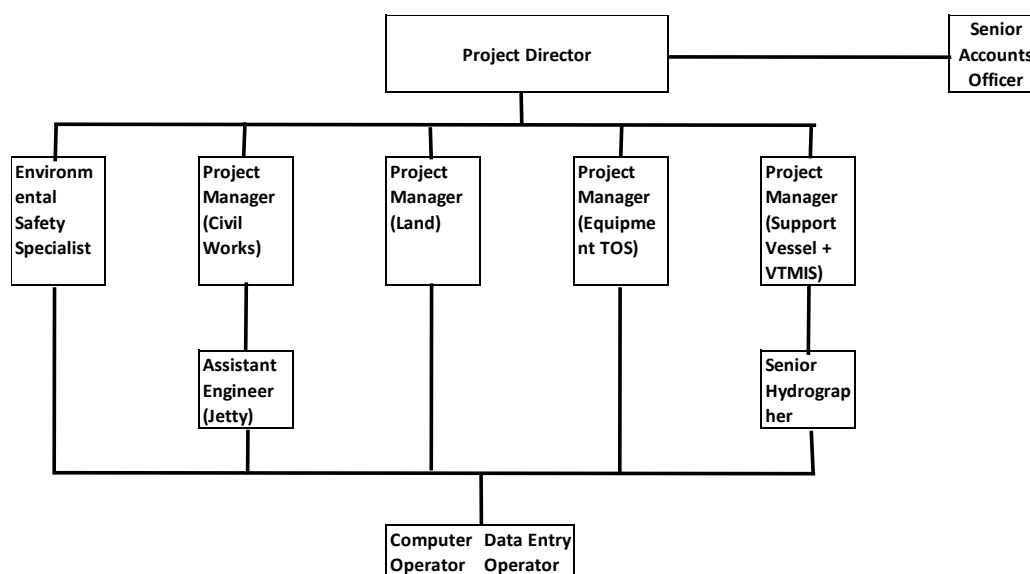 Project Director
Senior
Accounts
Officer
Environm
ental
Safety
Specialist
Project
Manager
(Civil
Works)
Project
Manager
(Land)
Project
Manager
(Equipme
nt TOS)
Project
Manager
(Support
Vessel +
VTMIS)
Assistant
Engineer
(Jetty)
Senior
Hydrograp
her
Computer Data Entry
Operator Operator